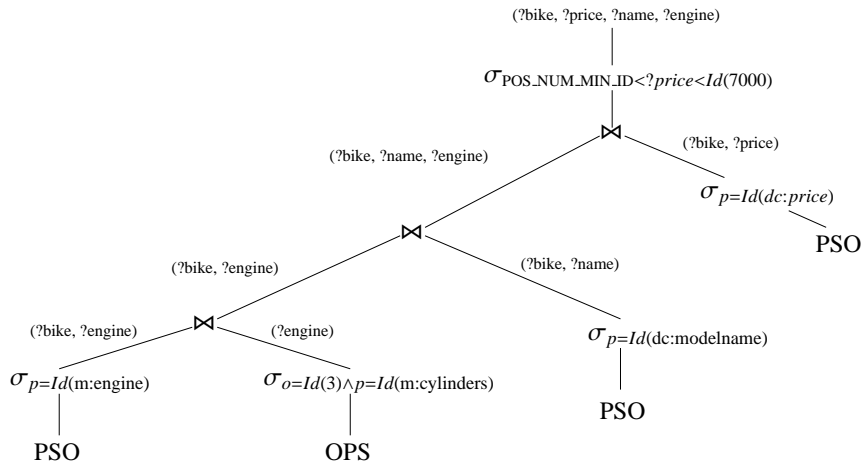 (?bike, ?price, ?name, ?engine)
σPOS_NUM_MIN_ID<?price<Id(7000)
⋈
(?bike, ?name, ?engine)
(?bike, ?price)
σp=Id(dc:price)
⋈
PSO
(?bike, ?engine)
(?bike, ?name)
⋈
(?bike, ?engine)
(?engine)
σp=Id(dc:modelname)
σp=Id(m:engine)
σo=Id(3)∧p=Id(m:cylinders)
PSO
PSO
OPS